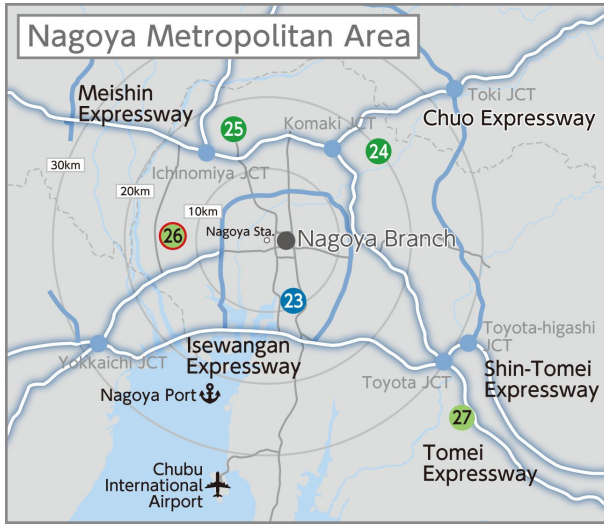 Nagoya Metropolitan Area
Meishin
Expressway
Toki JCT
Chuo Expressway
25
Komaki JCT
24
30km
Ichinomiya JCT
20km
10km
26
Nagoya Sta.
Nagoya Branch
23
Toyota-higashi
JCT
Isewangan
Expressway
Yokkaichi JCT
Shin-Tomei
Expressway
Toyota JCT
Nagoya Port
27
Tomei
Expressway
Chubu
International
Airport